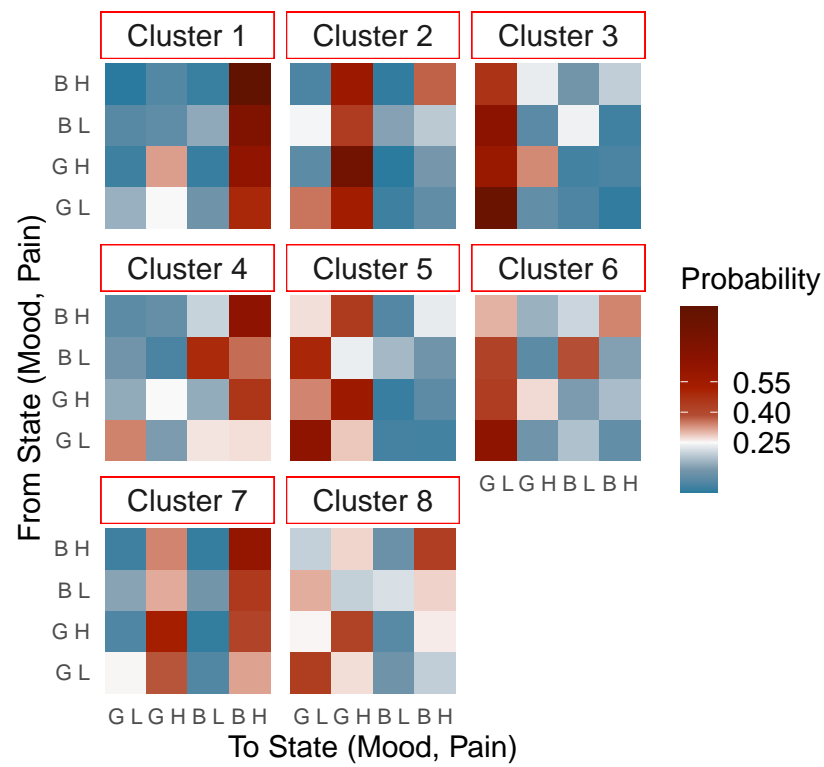 Cluster 1 Cluster 2 Cluster 3
B H
B L
G H
G L
Cluster 4 Cluster 5 Cluster 6
B H
B L
G H
G L
G L G H B L B H
Cluster 7 Cluster 8
B H
B L
G H
G L
G L G H B L B H G L G H B L B H
To State (Mood, Pain)
From State (Mood, Pain)
Probability
0.55
0.40
0.25